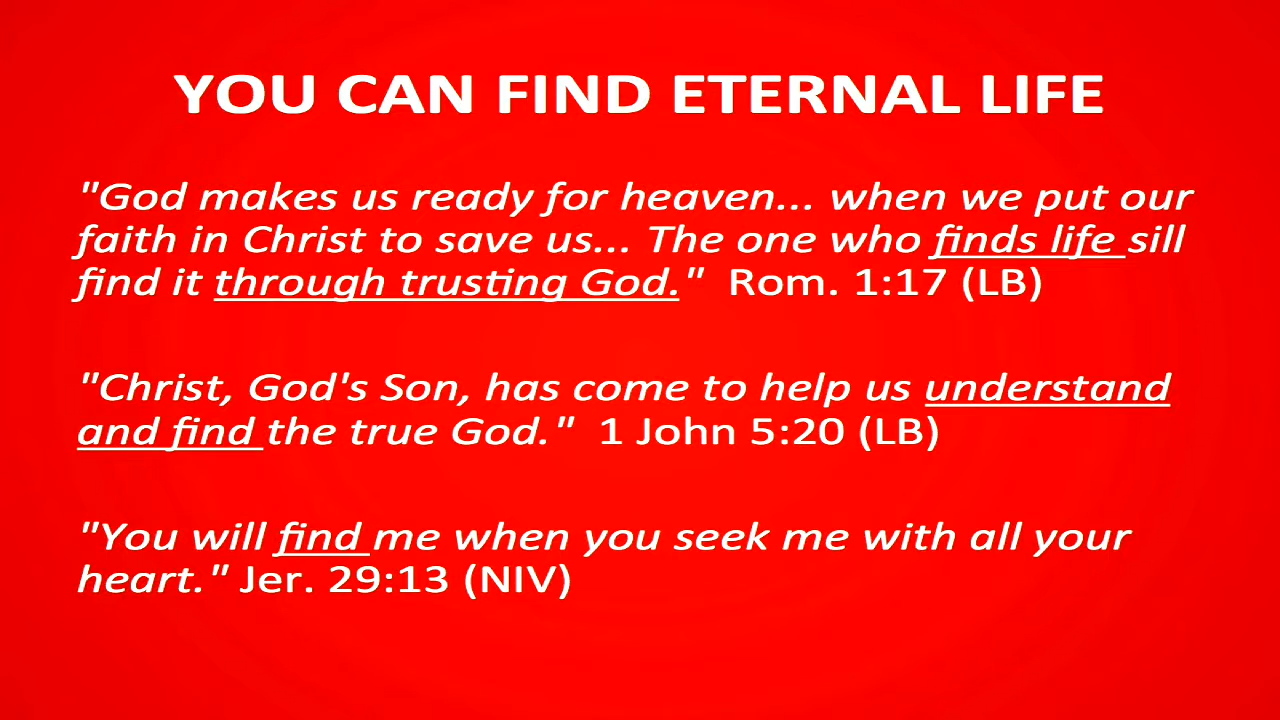 YOU CAN FIND ETERNAL LIFE
"God makes us ready for heaven... when we put our
faith in Christ to save us... The one who finds life sill
find it through trusting God." Rom. 1:17 (LB)
"Christ, God's Son, has come to help us understand
and find the true God." 1 John 5:20 (LB)
"You will find me when you seek me with all your
heart." Jer. 29:13 (NIV)